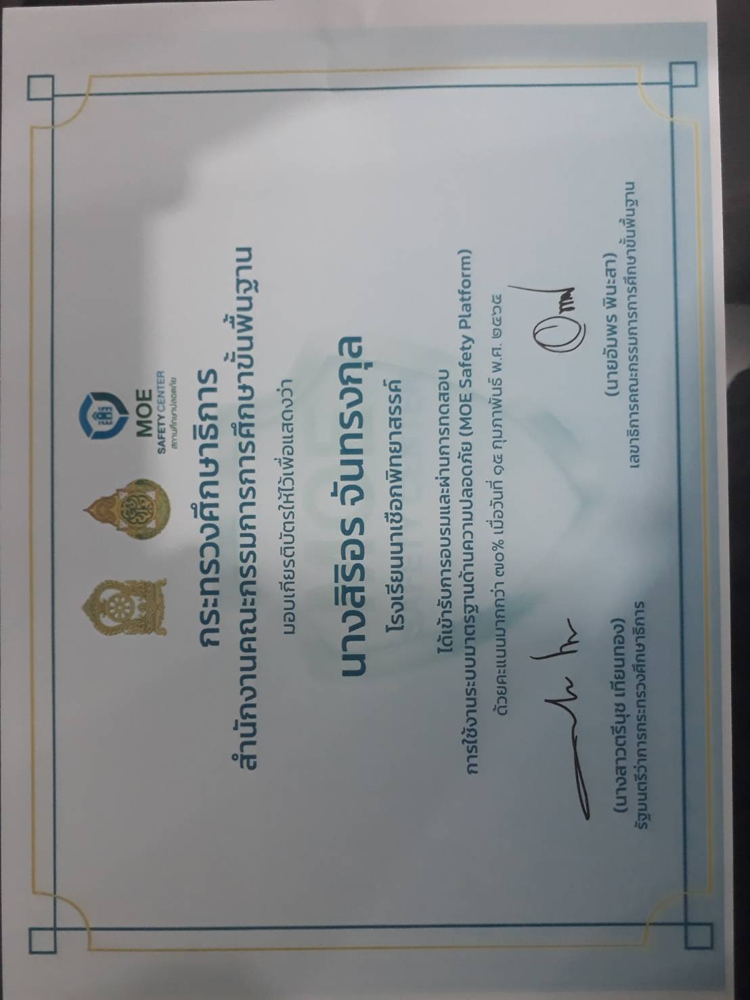 MOE
SAFETY CENTER
สถานศึกษาปลอดภัย
กระทรวงศึกษาธิการ
สำนักงานคณะกรรมการการศึกษาขั้นพื้นฐาน
มอบเกียรติบัตรให้ไว้เพื่อแสดงว่า
นางสิริอร จันทรงกุล
โรงเรียนนาเชือกพิทยาสรรค์
ได้เข้ารับการอบรมและผ่านการทดสอบ
การใช้งานระบบมาตรฐานด้านความปลอดภัย (MOE Safety Platform)
ด้วยคะแนนมากกว่า ๗๐% เมื่อวันที่ ๑๕ กุมภาพันธ์ พ.ศ. ๒๕๖๕
(นางสาวตรีนุช เทียนทอง)
รัฐมนตรีว่าการกระทรวงศึกษาธิการ
(นายอัมพร พินะสา)
เลขาธิการคณะกรรมการการศึกษาขั้นพื้นฐาน